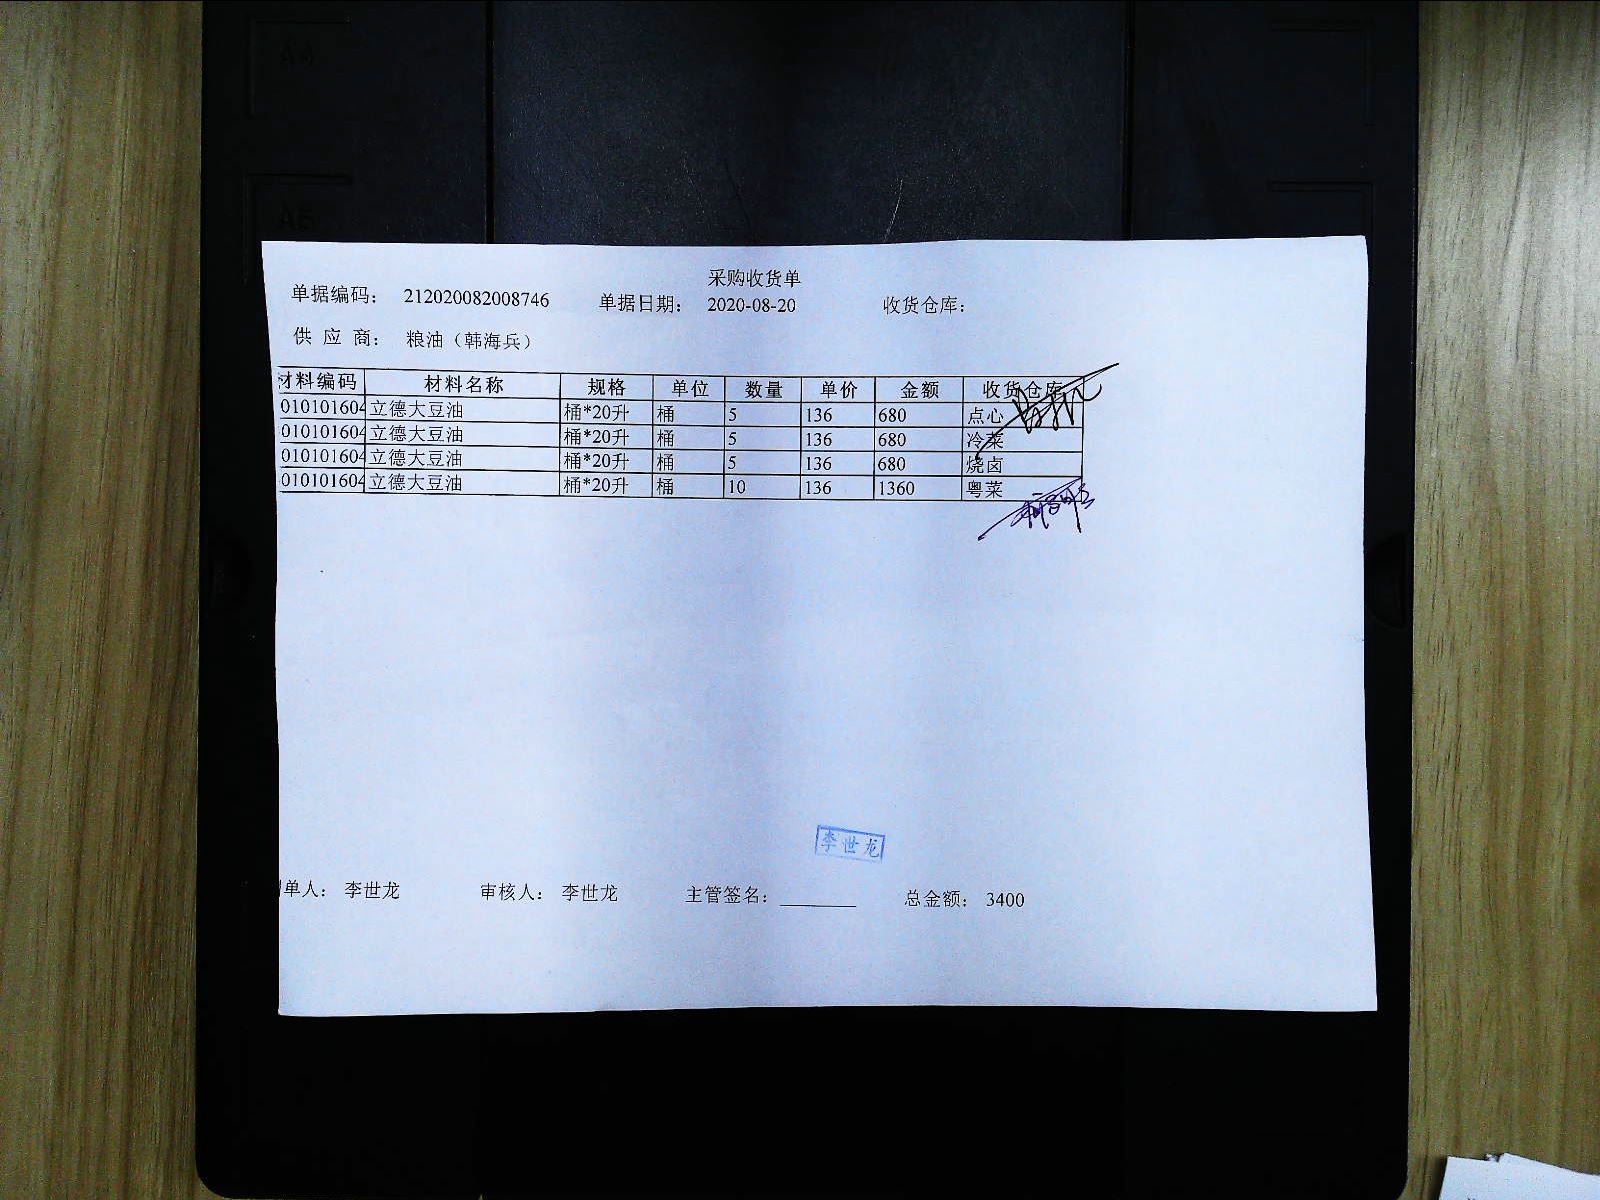 A4
A5
采购收货单
单据编码: 212020082008746 单据日期: 2020-08-20 收货仓库:
供 应 商: 粮油（韩海兵）
材料编码 材料名称 规格 单位 数量 单价 金额 收货仓库
010101604 立德大豆油 桶*20升 桶 5 136 680 点心
010101604 立德大豆油 桶*20升 桶 5 136 680 冷菜
010101604 立德大豆油 桶*20升 桶 5 136 680 烧卤
010101604 立德大豆油 桶*20升 桶 10 136 1360 粤菜
李世龙
单人: 李世龙 审核人: 李世龙 主管签名: 总金额: 3400